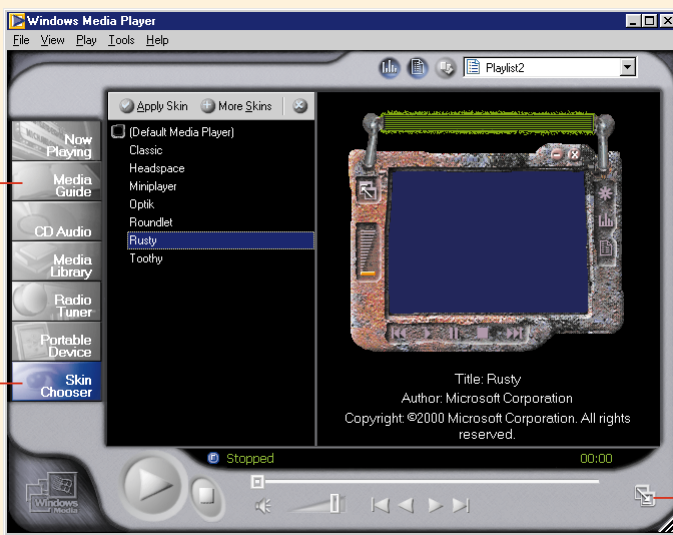 Windows Media Player
File View Play Tools Help
Playlist2
Apply Skin More Skins
(Default Media Player)
Classic
Headspace
Miniplayer
Optik
Roundlet
Rusty
Toothy
Now
Playing
Media
Guide
CD Audio
Media
Library
Radio
Tuner
Portable
Device
Skin
Chooser
Title: Rusty
Author: Microsoft Corporation
Copyright: ©2000 Microsoft Corporation. All rights
reserved.
Stopped 00:00
Windows
Media